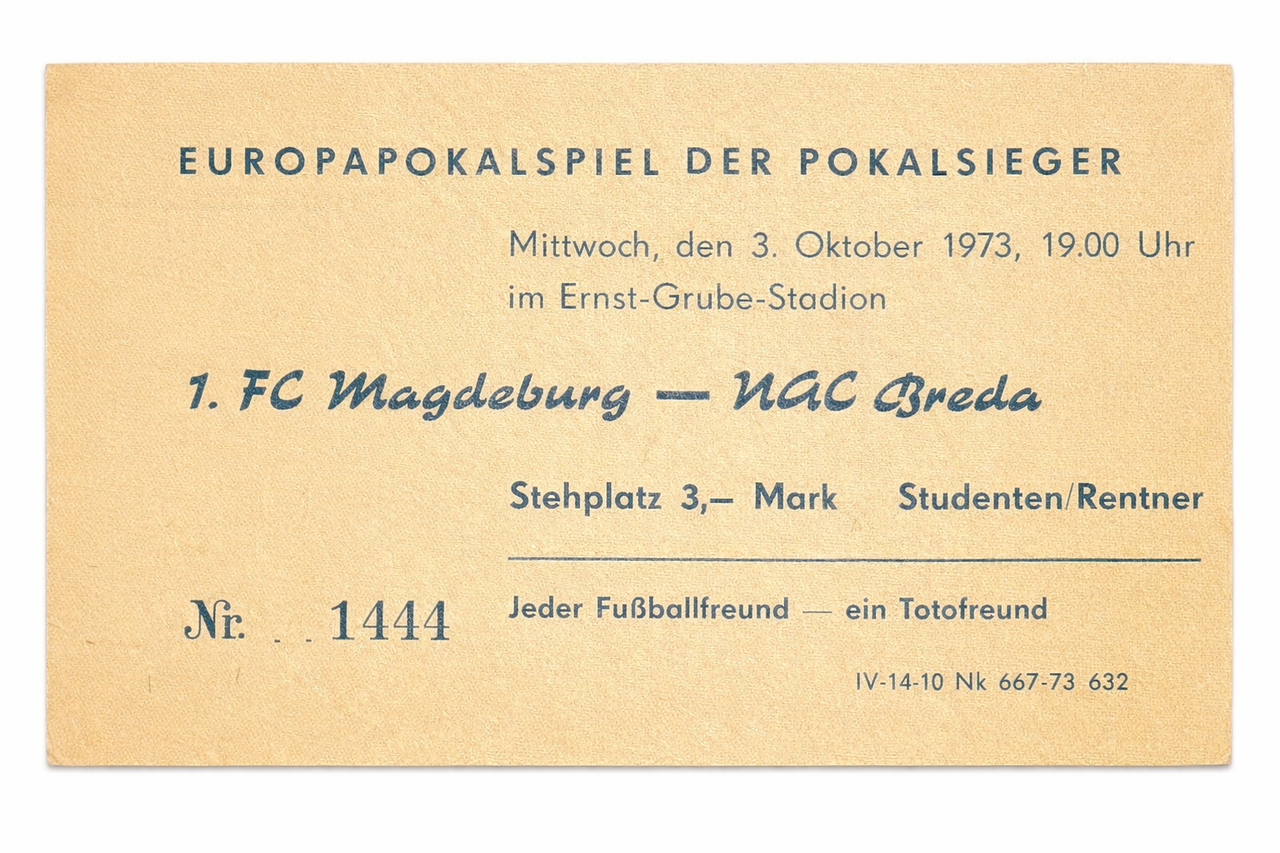 EUROPAPOKALSPIEL DER POKALSIEGER
Mittwoch, den 3. Oktober 1973, 19.00 Uhr
im Ernst-Grube-Stadion
1. FC Magdeburg — NAC Breda
Stehplatz 3,— Mark Studenten/Rentner
Nr. . . 1444
Jeder Fußballfreund — ein Totofreund
IV-14-10 Nk 667-73 632